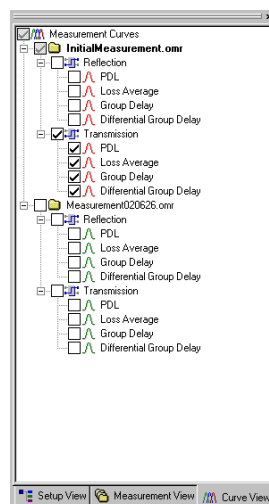 Measurement Curves
InitialMeasurement.omr
Reflection
PDL
Loss Average
Group Delay
Differential Group Delay
Transmission
PDL
Loss Average
Group Delay
Differential Group Delay
Measurement020626.omr
Reflection
PDL
Loss Average
Group Delay
Differential Group Delay
Transmission
PDL
Loss Average
Group Delay
Differential Group Delay
Setup View Measurement View Curve View